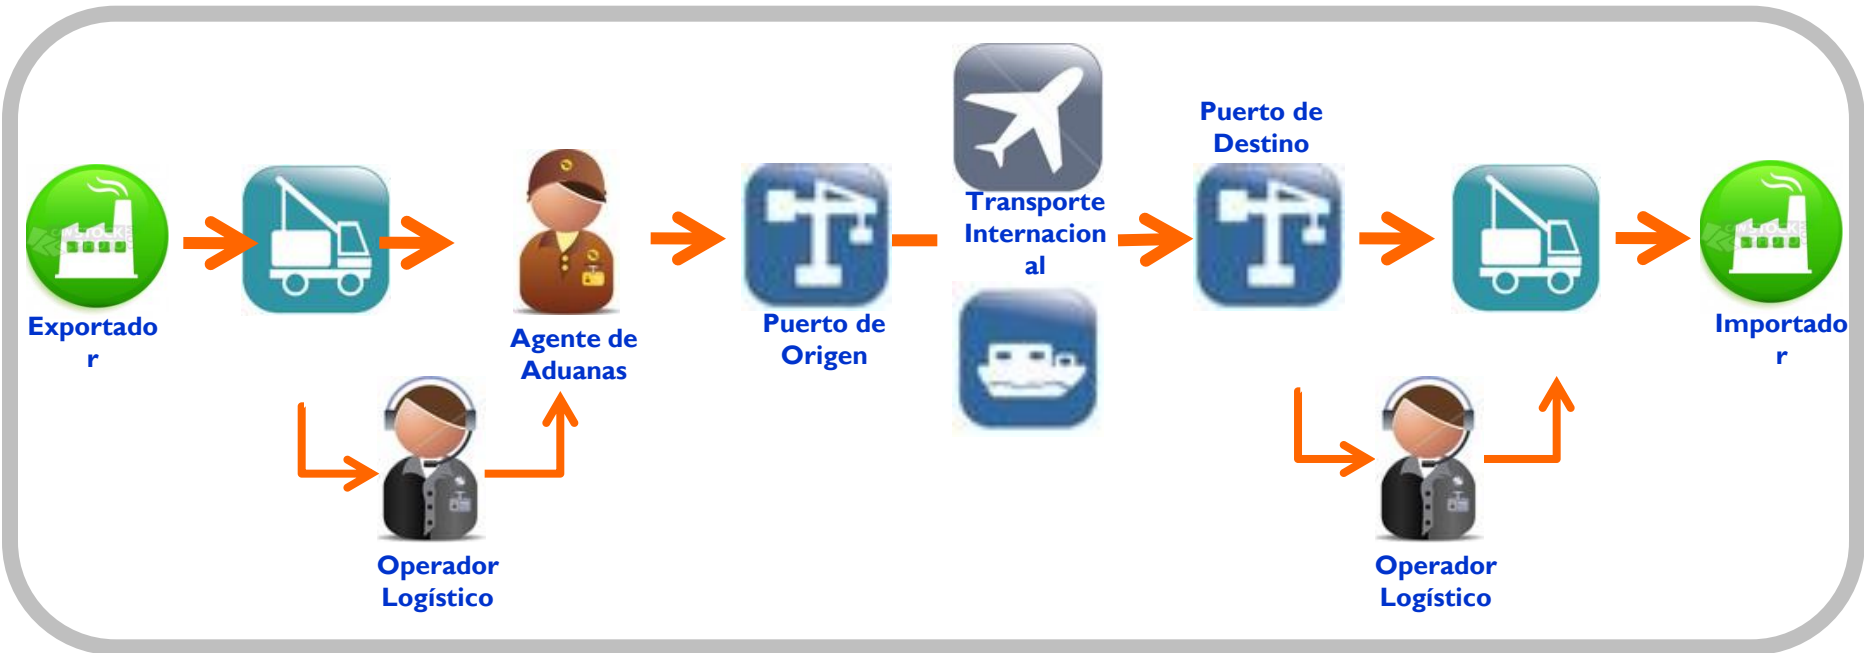 Exportado
r
Agente de
Aduanas
Operador
Logístico
Puerto de
Origen
Transporte
Internacion
al
Puerto de
Destino
Operador
Logístico
Importado
r